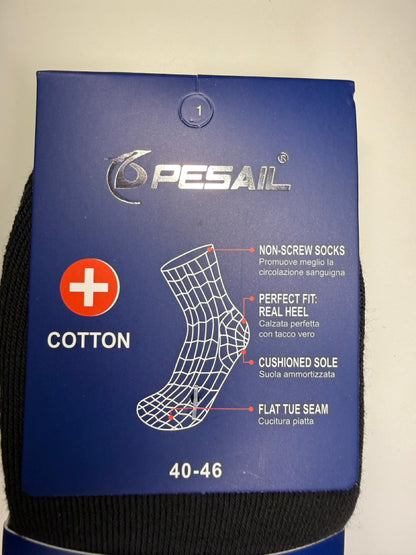 1
PESAIL®
NON-SCREW SOCKS
Promuove meglio la
circolazione sanguigna
PERFECT FIT:
REAL HEEL
Calzata perfetta
con tacco vero
COTTON
CUSHIONED SOLE
Suola ammortizzata
FLAT TUE SEAM
Cucitura piatta
40-46